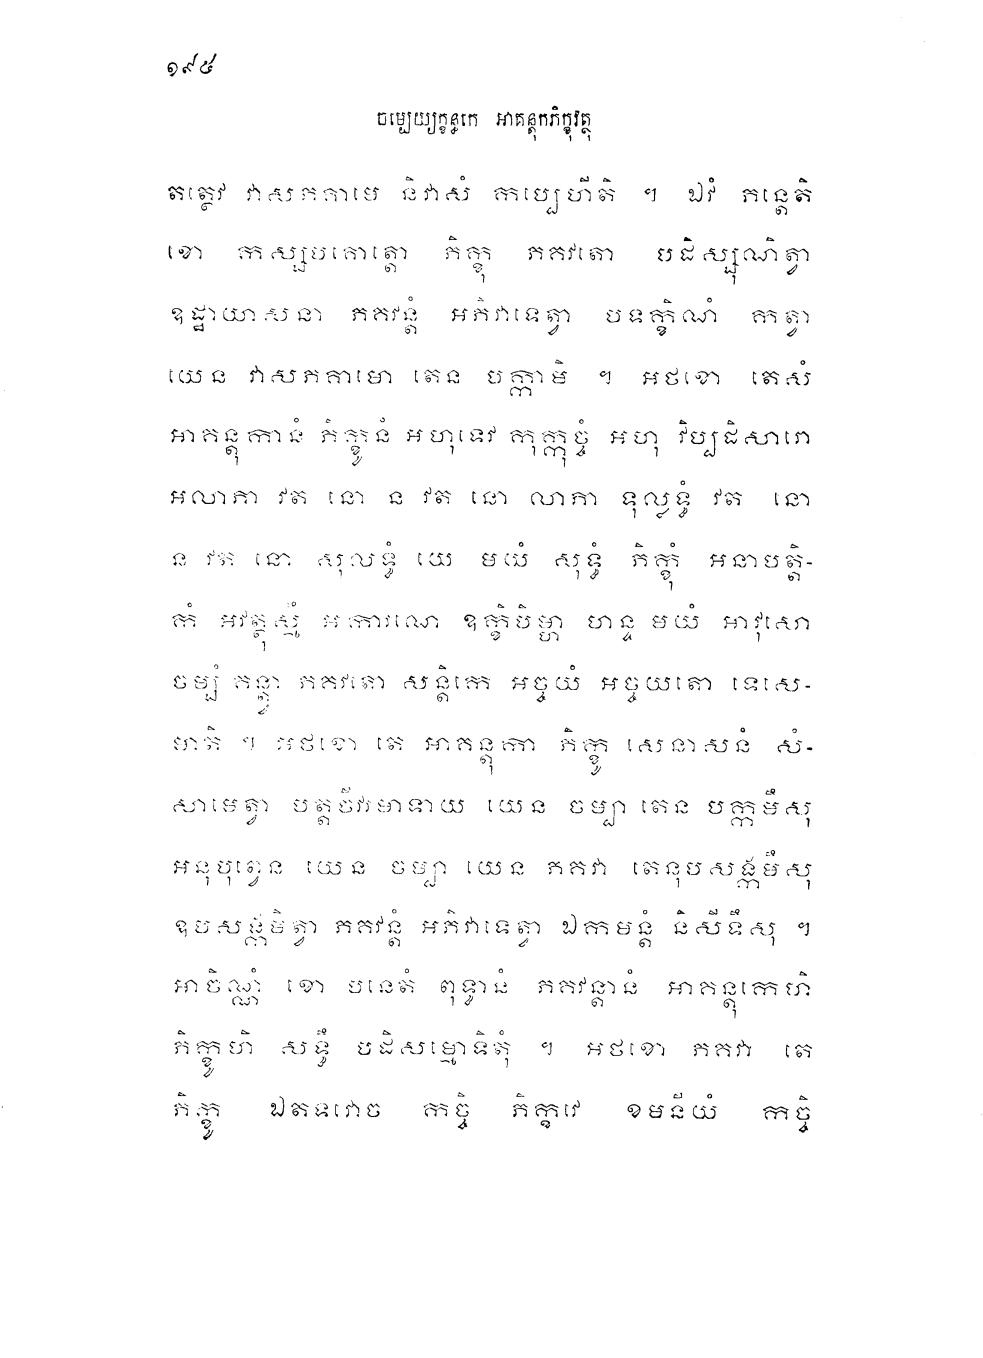 ១៩៥
ចម្បេយ្យក្ខន្ធកេ អាគន្តុកភិក្ខុវត្ថុ
តត្ថេវ វាសភគាមេ និវាសំ កប្បេហីតិ ។ ឯវំ ភន្តេតិ
ខោ កស្សបគោត្តោ ភិក្ខុ ភគវតោ បដិស្សុណិត្វា
ឧដ្ឋាយាសនា ភគវន្តំ អភិវាទេត្វា បទក្ខិណំ កត្វា
យេន វាសភគាមោ តេន បក្កាមិ ។ អថខោ តេសំ
អាគន្តុកានំ ភិក្ខូនំ អហុទេវ កុក្កុច្ចំ អហុ វិប្បដិសារោ
អលាភា វត នោ ន វត នោ លាភា ទុល្លទ្ធំ វត នោ
ន វត នោ សុលទ្ធំ យេ មយំ សុទ្ធំ ភិក្ខុំ អនាបត្តិ-
កំ អវត្ថុស្មឹ អការណេ ឧក្ខិបិម្ហា ហន្ទ មយំ អាវុសោ
ចម្បំ គន្ត្វា ភគវតោ សន្តិកេ អច្ចយំ អច្ចយតោ ទេសេ-
មាតិ ។ អថខោ តេ អាគន្តុកា ភិក្ខូ សេនាសនំ សំ-
សាមេត្វា បត្តចីវរមាទាយ យេន ចម្បា តេន បក្កមឹសុ
អនុបុព្វេន យេន ចម្បា យេន ភគវា តេនុបសង្កមឹសុ
ឧបសង្កមិត្វា ភគវន្តំ អភិវាទេត្វា ឯកមន្តំ និសីទឹសុ ។
អាចិណ្ណំ ខោ បនេតំ ពុទ្ធានំ ភគវន្តានំ អាគន្តុកេហិ
ភិក្ខូហិ សទ្ធឹ បដិសម្មោទិតុំ ។ អថខោ ភគវា តេ
ភិក្ខូ ឯតទវោច កច្ចិ ភិក្ខវេ ខមនីយំ កច្ចិ